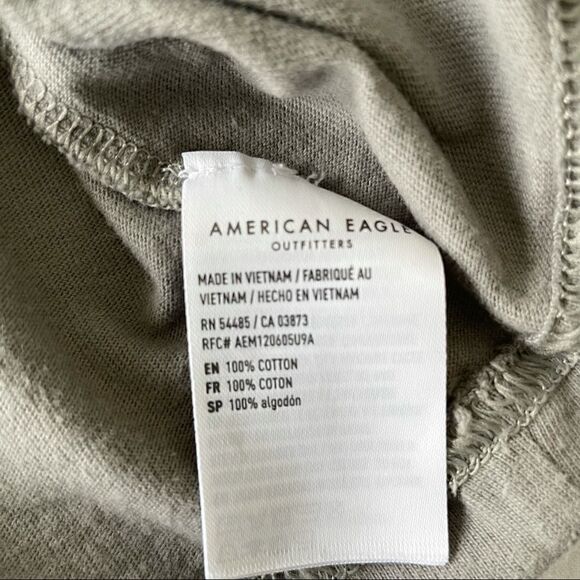 AMERICAN EAGLE
OUTFITTERS
MADE IN VIETNAM / FABRIQUÉ AU
VIETNAM / HECHO EN VIETNAM
RN 54485 / CA 03873
RFC# AEM120605U9A
EN 100% COTTON
FR 100% COTON
SP 100% algodón